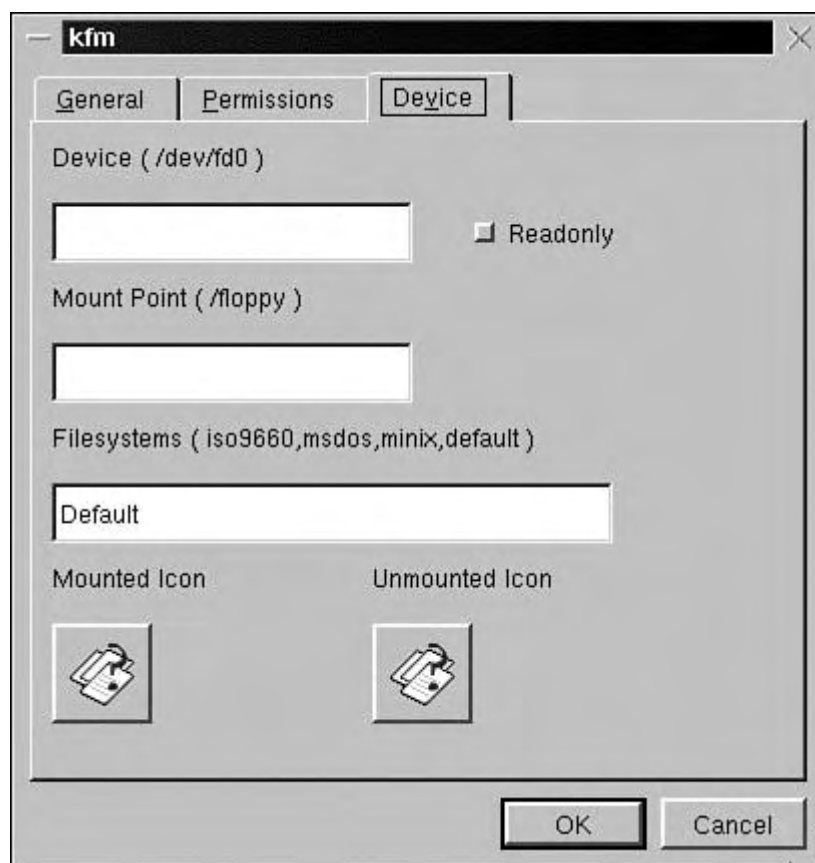 kfm
General Permissions Device
Device ( /dev/fd0 )
Readonly
Mount Point ( /floppy )
Filesystems ( iso9660,msdos,minix,default )
Default
Mounted Icon Unmounted Icon
OK Cancel